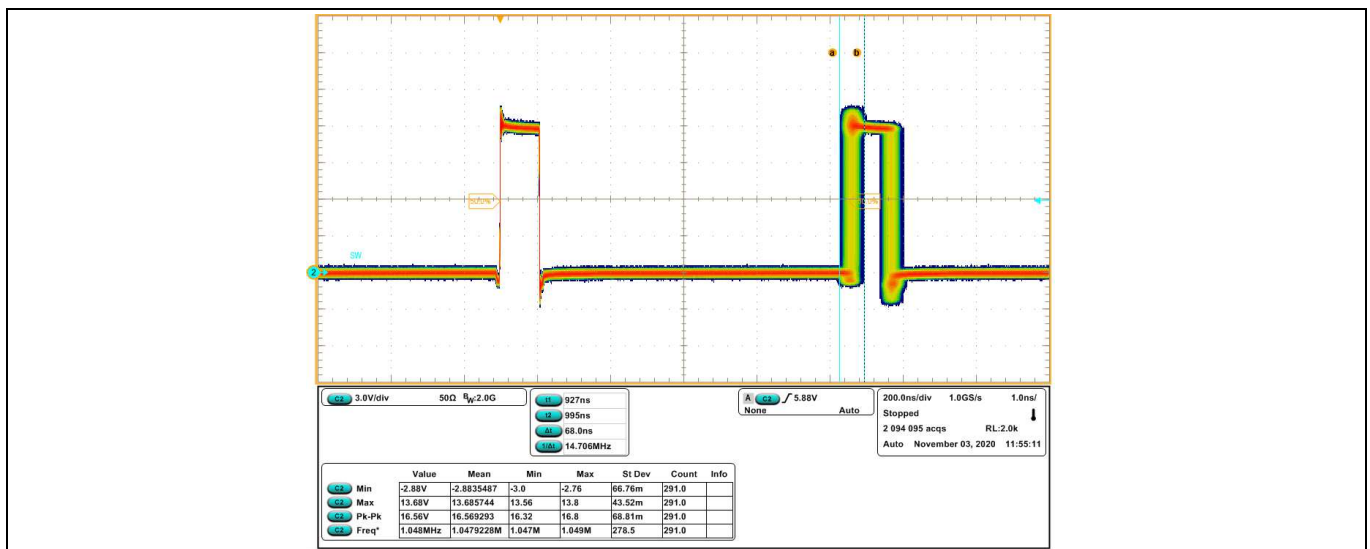 a b
SW
2
C2 3.0V/div 50Ω BW:2.0G
t1 927ns
t2 995ns
Δt 68.0ns
1/Δt 14.706MHz
A C2 5.88V
None Auto
200.0ns/div 1.0GS/s 1.0ns/
Stopped
2 094 095 acqs RL:2.0k
Auto November 03, 2020 11:55:11
Value Mean Min Max St Dev Count Info
C2 Min -2.88V -2.8835487 -3.0 -2.76 66.76m 291.0
C2 Max 13.68V 13.685744 13.56 13.8 43.52m 291.0
C2 Pk-Pk 16.56V 16.569293 16.32 16.8 68.81m 291.0
C2 Freq* 1.048MHz 1.0479228M 1.047M 1.049M 278.5 291.0